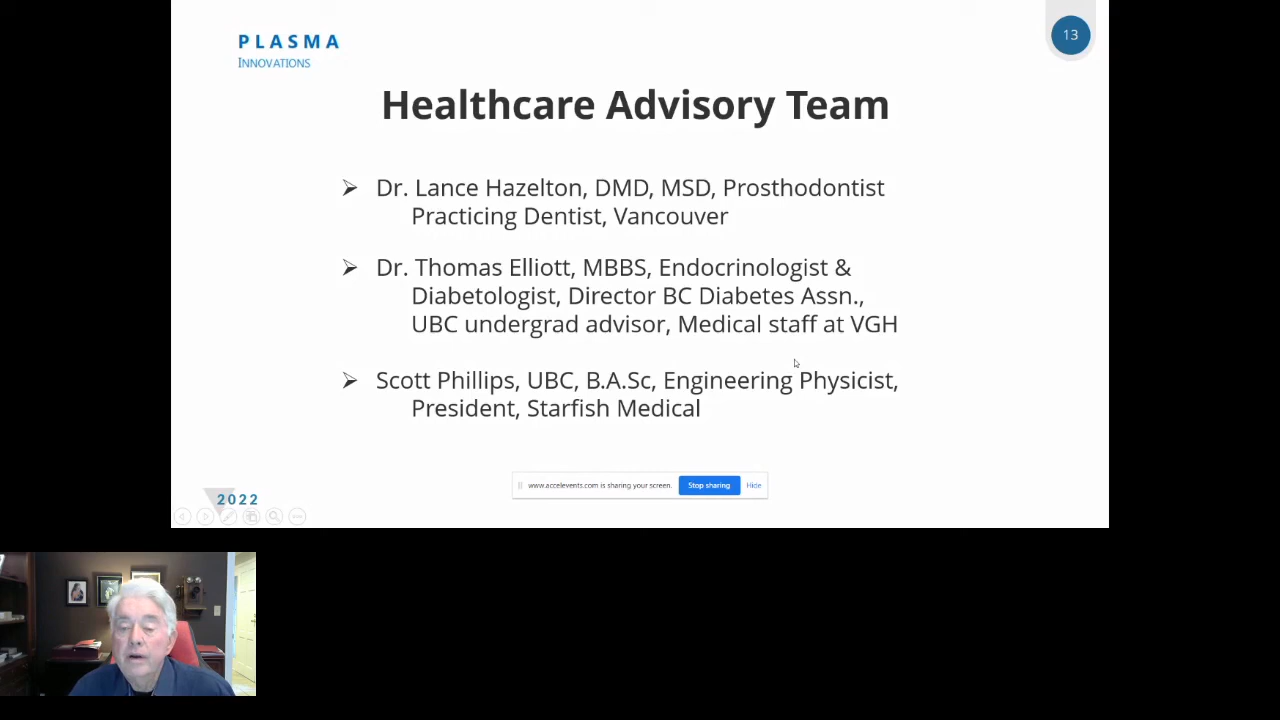 PLASMA
INNOVATIONS
13
Healthcare Advisory Team
Dr. Lance Hazelton, DMD, MSD, Prosthodontist
Practicing Dentist, Vancouver
Dr. Thomas Elliott, MBBS, Endocrinologist &
Diabetologist, Director BC Diabetes Assn.,
UBC undergrad advisor, Medical staff at VGH
Scott Phillips, UBC, B.A.Sc, Engineering Physicist,
President, Starfish Medical
www.accelevents.com is sharing your screen. Stop sharing Hide
2022